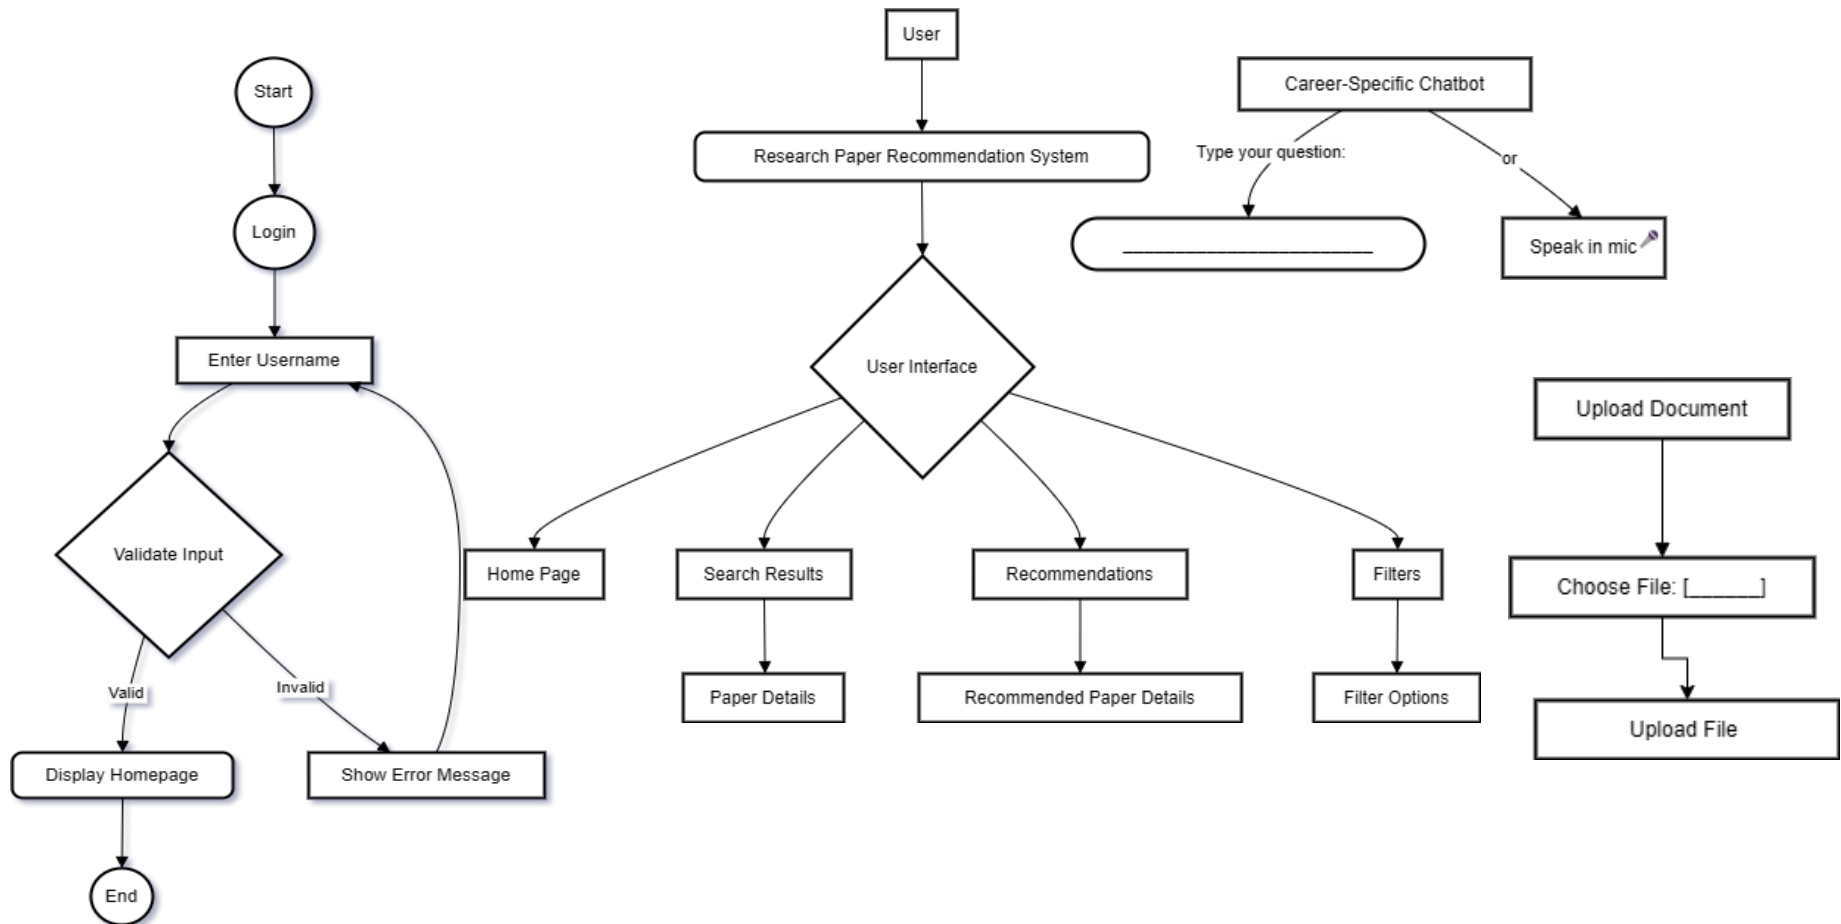 Start
Login
Enter Username
Validate Input
Valid
Invalid
Display Homepage
Show Error Message
End
User
Research Paper Recommendation System
User Interface
Home Page
Search Results
Recommendations
Filters
Paper Details
Recommended Paper Details
Filter Options
Career-Specific Chatbot
Type your question:
or
________________________
Speak in mic🎤
Upload Document
Choose File: [______]
Upload File